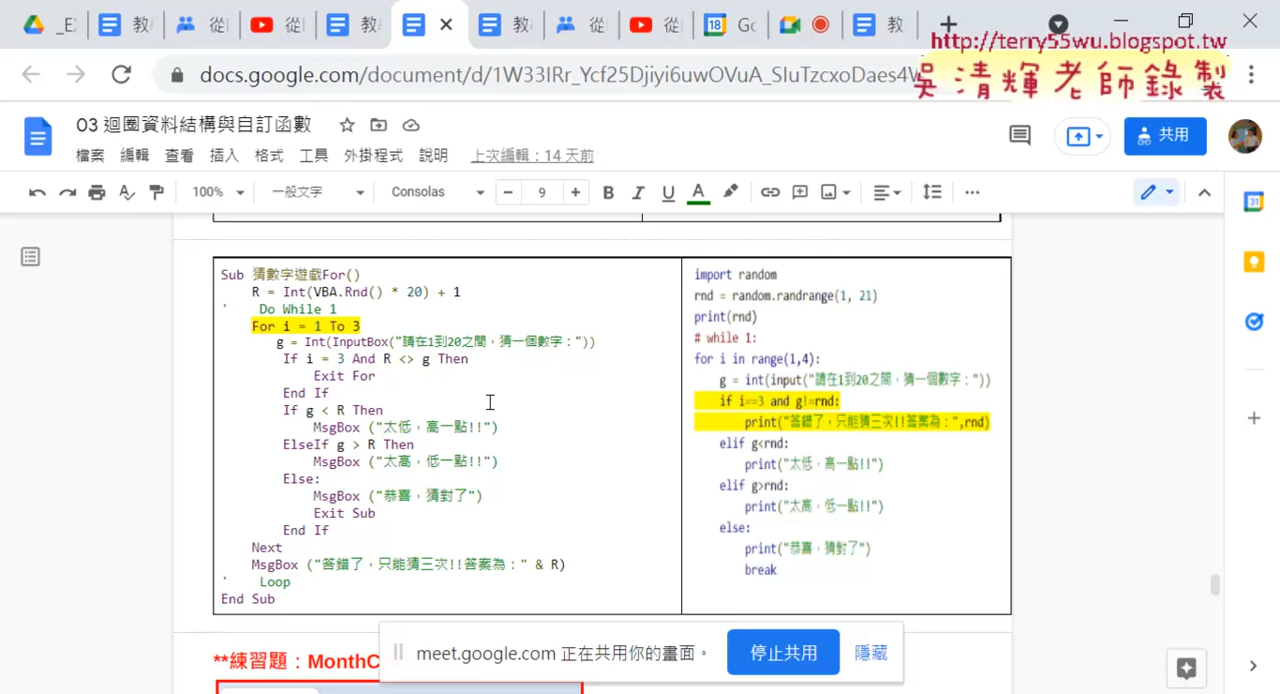 _E>
教
從
從
教
教
從
從
18
Go
教
http://terry55wu.blogspot.tw
吳清輝老師錄製
docs.google.com/document/d/1W33IRr_Ycf25Djiyi6uwOVuA_SIuTzcxoDaes4V
03 迴圈資料結構與自訂函數
共用
檔案 編輯 查看 插入 格式 工具 外掛程式 說明 上次編輯：14 天前
100% 一般文字 Consolas − 9 + B I U A
31
Sub 猜數字遊戲For()
R = Int(VBA.Rnd() * 20) + 1
' Do While 1
For i = 1 To 3
g = Int(InputBox("請在1到20之間，猜一個數字："))
If i = 3 And R <> g Then
Exit For
End If
If g < R Then
MsgBox ("太低，高一點!!")
ElseIf g > R Then
MsgBox ("太高，低一點!!")
Else:
MsgBox ("恭喜，猜對了")
Exit Sub
End If
Next
MsgBox ("答錯了，只能猜三次!!答案為：" & R)
' Loop
End Sub
import random
rnd = random.randrange(1, 21)
print(rnd)
# while 1:
for i in range(1,4):
g = int(input("請在1到20之間，猜一個數字："))
if i==3 and g!=rnd:
print("答錯了，只能猜三次!!答案為：",rnd)
elif g<rnd:
print("太低，高一點!!")
elif g>rnd:
print("太高，低一點!!")
else:
print("恭喜，猜對了")
break
meet.google.com 正在共用你的畫面。 停止共用 隱藏
**練習題：MonthC